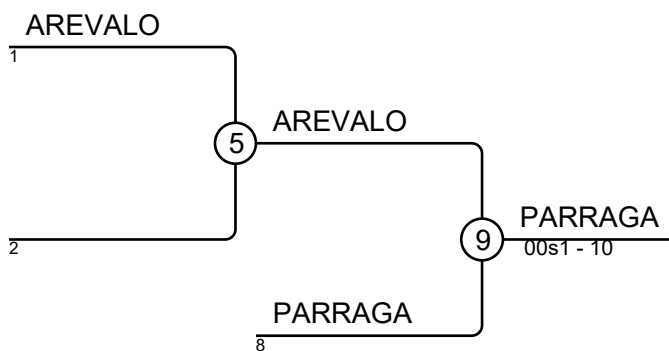 AREVALO
1
5
AREVALO
2
PARRAGA
9
00s1 - 10
PARRAGA
8